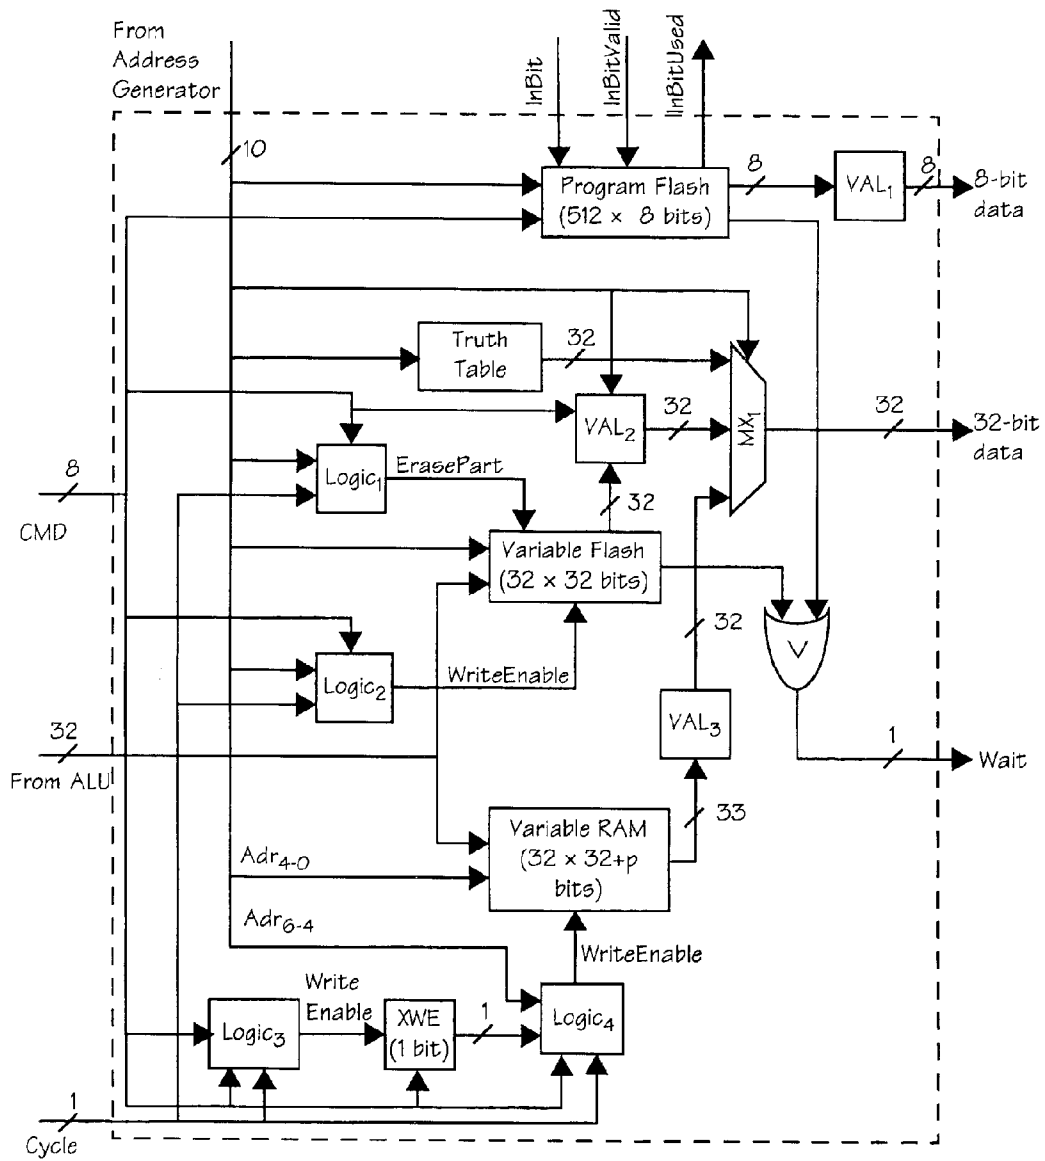 From
Address
Generator
InBit
InBitValid
InBitUsed
10
Program Flash
(512 × 8 bits)
8
VAL1
8
8-bit
data
Truth
Table
32
VAL2
32
MX1
32
32-bit
data
8
CMD
Logic1
ErasePart
32
Variable Flash
(32 × 32 bits)
Logic2
WriteEnable
32
V
VAL3
32
From ALU
1
Wait
33
Variable RAM
(32 × 32+p
bits)
Adr4-0
Adr6-4
WriteEnable
Logic3
Write
Enable
XWE
(1 bit)
1
Logic4
1
Cycle